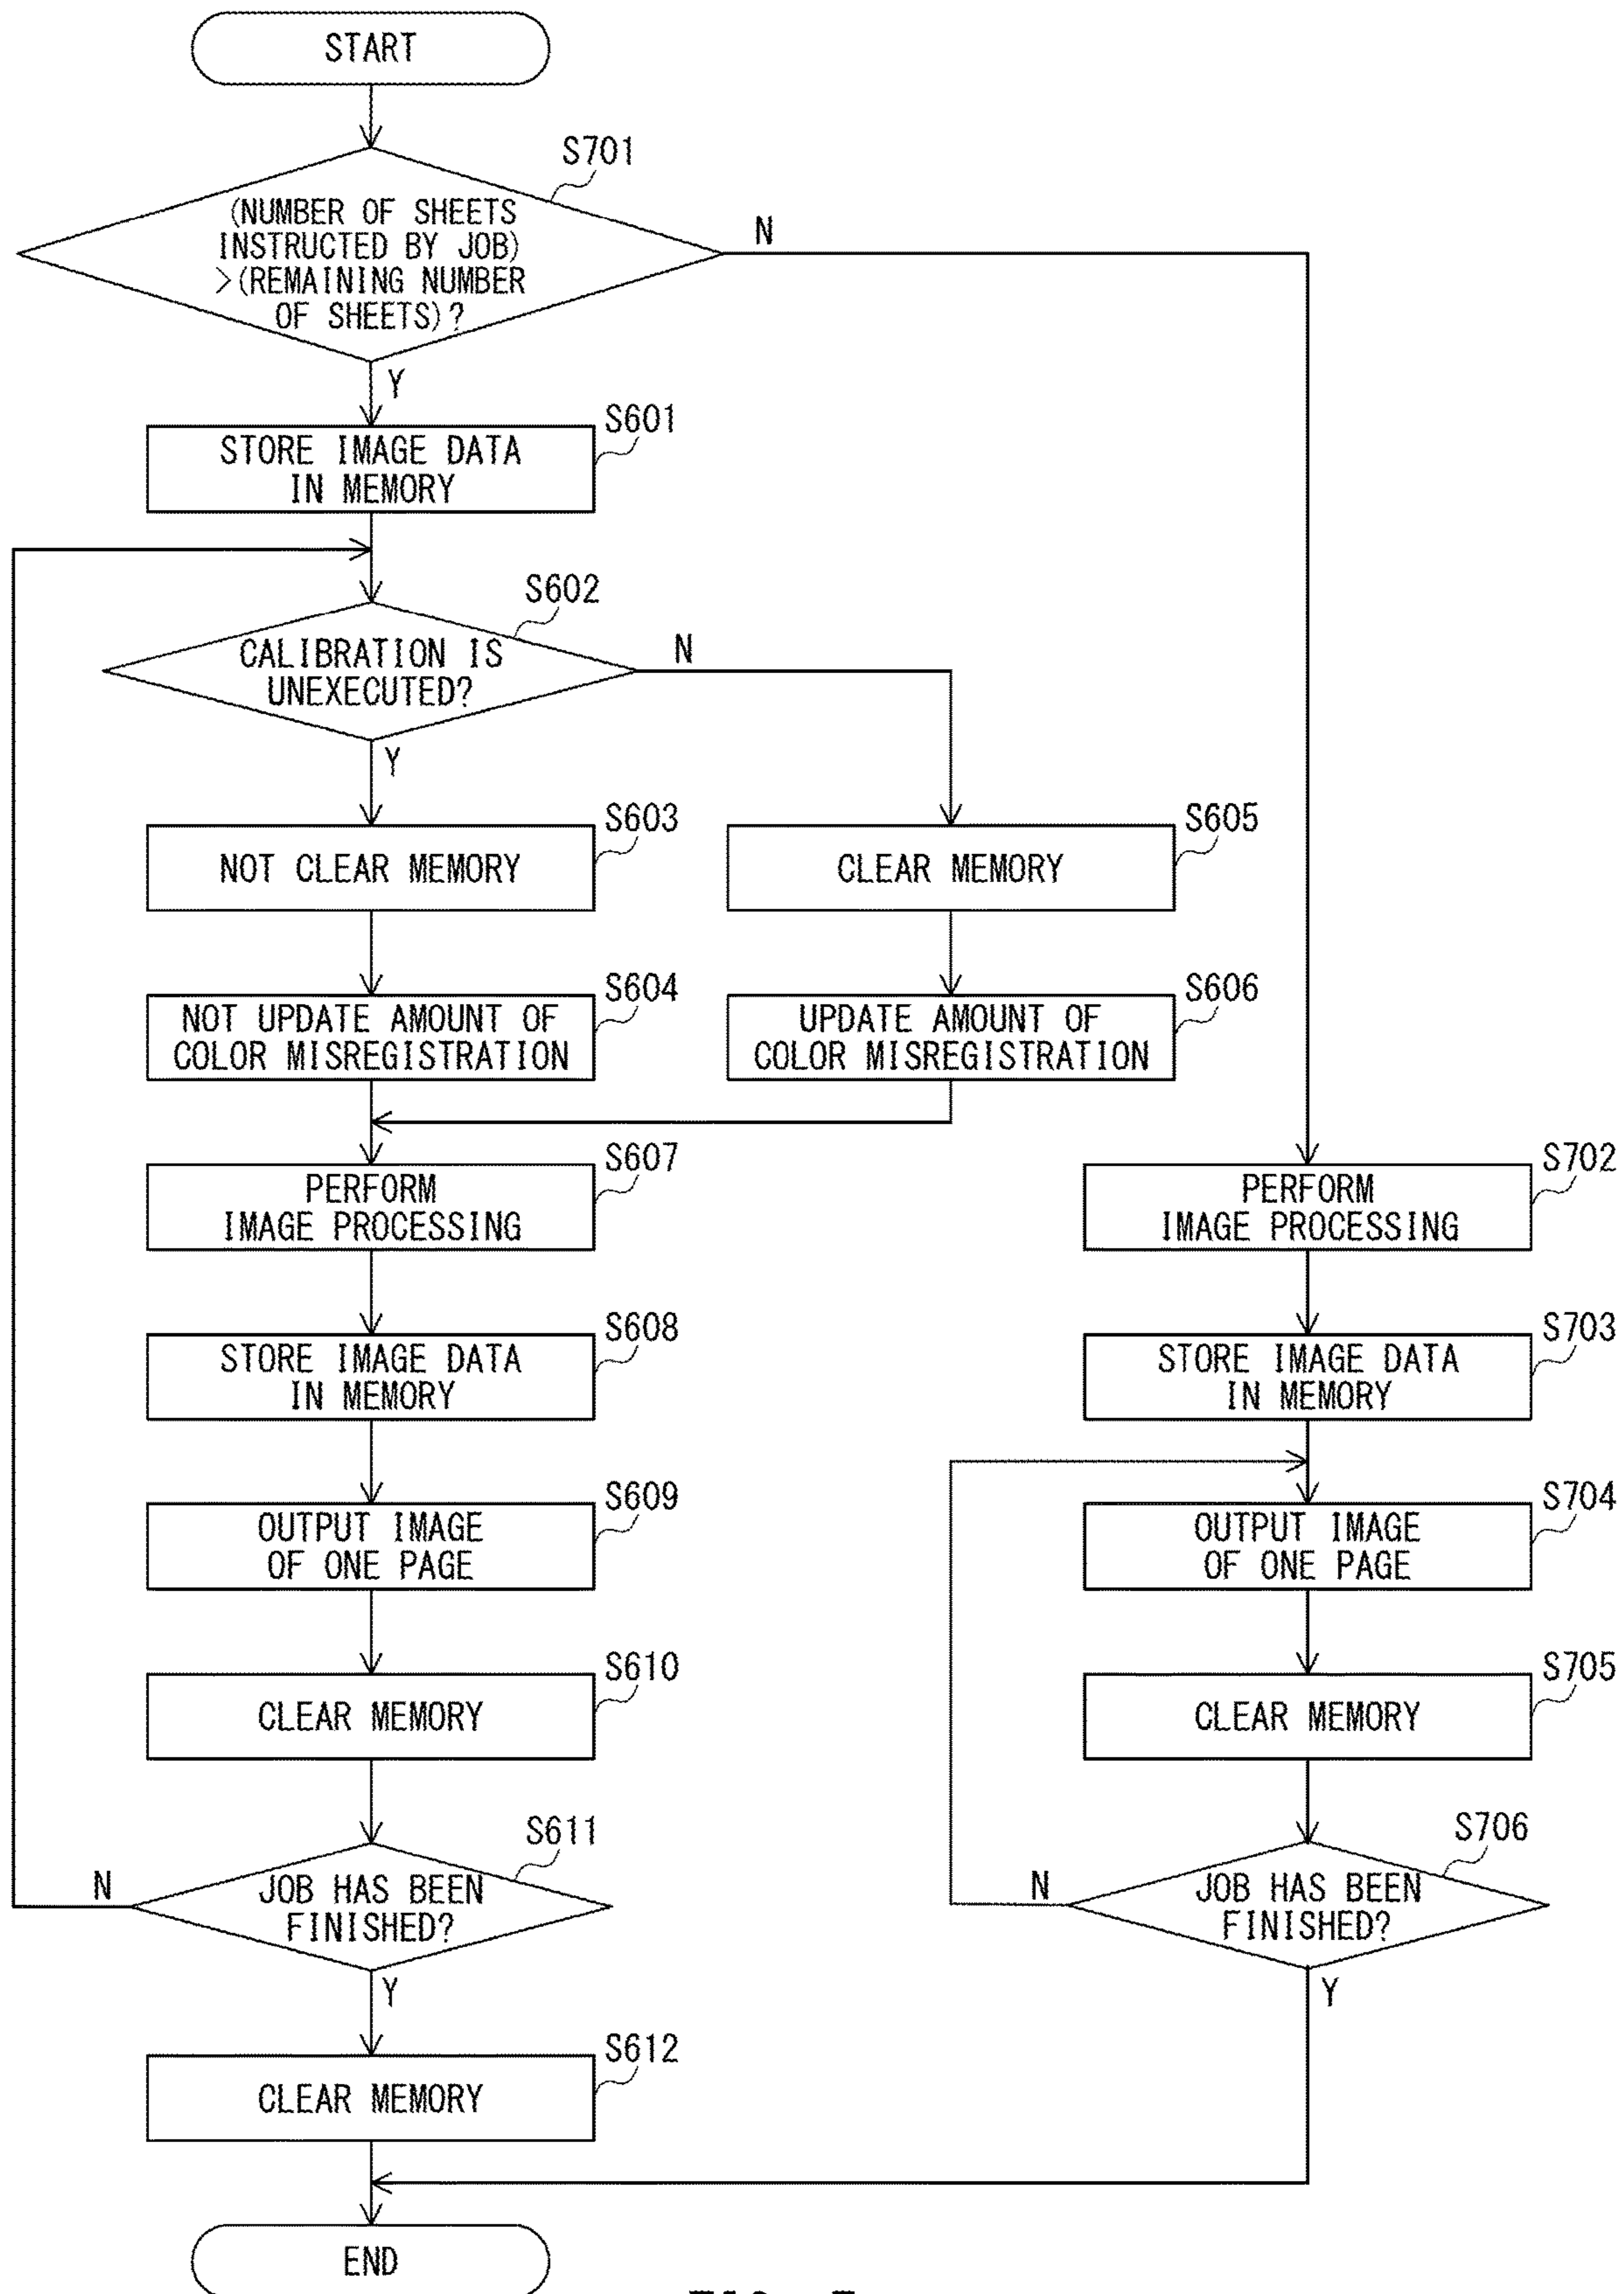 START
S701
(NUMBER OF SHEETS
INSTRUCTED BY JOB)
>(REMAINING NUMBER
OF SHEETS)?
N
Y
S601
STORE IMAGE DATA
IN MEMORY
S602
CALIBRATION IS
UNEXECUTED?
N
Y
S603
NOT CLEAR MEMORY
S605
CLEAR MEMORY
S604
NOT UPDATE AMOUNT OF
COLOR MISREGISTRATION
S606
UPDATE AMOUNT OF
COLOR MISREGISTRATION
S607
PERFORM
IMAGE PROCESSING
S702
PERFORM
IMAGE PROCESSING
S608
STORE IMAGE DATA
IN MEMORY
S703
STORE IMAGE DATA
IN MEMORY
S609
OUTPUT IMAGE
OF ONE PAGE
S704
OUTPUT IMAGE
OF ONE PAGE
S610
CLEAR MEMORY
S705
CLEAR MEMORY
S611
JOB HAS BEEN
FINISHED?
N
Y
S706
JOB HAS BEEN
FINISHED?
N
Y
S612
CLEAR MEMORY
END